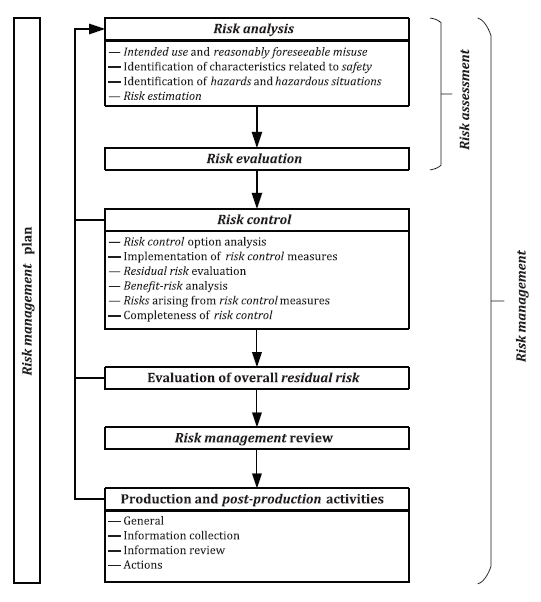 Risk analysis
— Intended use and reasonably foreseeable misuse
— Identification of characteristics related to safety
— Identification of hazards and hazardous situations
— Risk estimation
Risk evaluation
Risk control
— Risk control option analysis
— Implementation of risk control measures
— Residual risk evaluation
— Benefit-risk analysis
— Risks arising from risk control measures
— Completeness of risk control
Evaluation of overall residual risk
Risk management review
Production and post-production activities
— General
— Information collection
— Information review
— Actions
Risk management plan
Risk assessment
Risk management